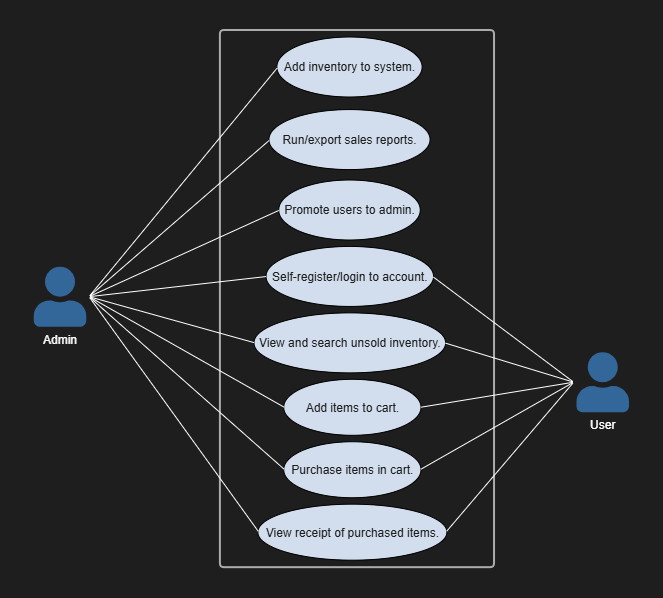 Add inventory to system.
Run/export sales reports.
Promote users to admin.
Self-register/login to account.
Admin
View and search unsold inventory.
Add items to cart.
User
Purchase items in cart.
View receipt of purchased items.